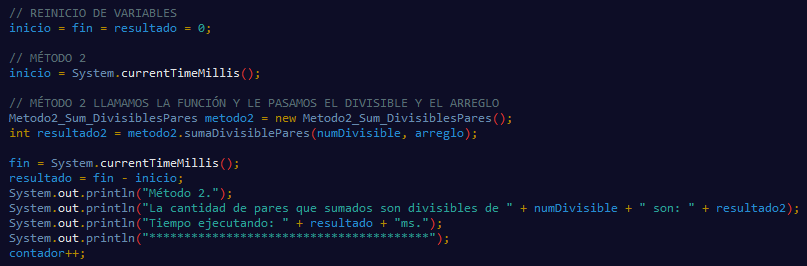 // REINICIO DE VARIABLES
inicio = fin = resultado = 0;
// MÉTODO 2
inicio = System.currentTimeMillis();
// MÉTODO 2 LLAMAMOS LA FUNCIÓN Y LE PASAMOS EL DIVISIBLE Y EL ARREGLO
Metodo2_Sum_DivisiblesPares metodo2 = new Metodo2_Sum_DivisiblesPares();
int resultado2 = metodo2.sumaDivisiblePares(numDivisible, arreglo);
fin = System.currentTimeMillis();
resultado = fin - inicio;
System.out.println("Método 2.");
System.out.println("La cantidad de pares que sumados son divisibles de " + numDivisible + " son: " + resultado2);
System.out.println("Tiempo ejecutando: " + resultado + "ms.");
System.out.println("****************************************");
contador++;